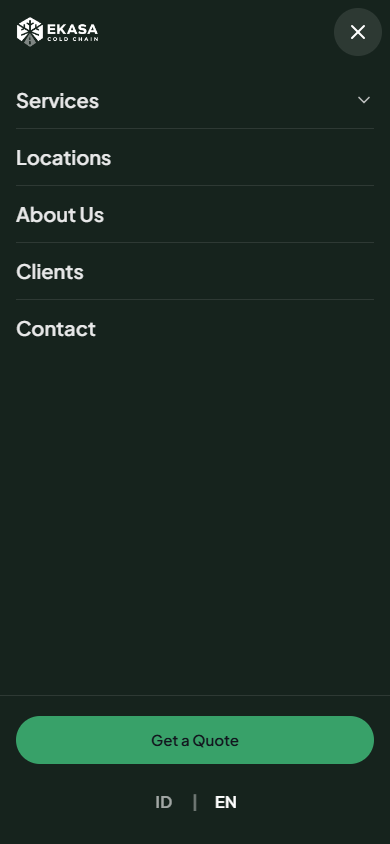 EKASA
COLD CHAIN
Services
Locations
About Us
Clients
Contact
Get a Quote
ID | EN